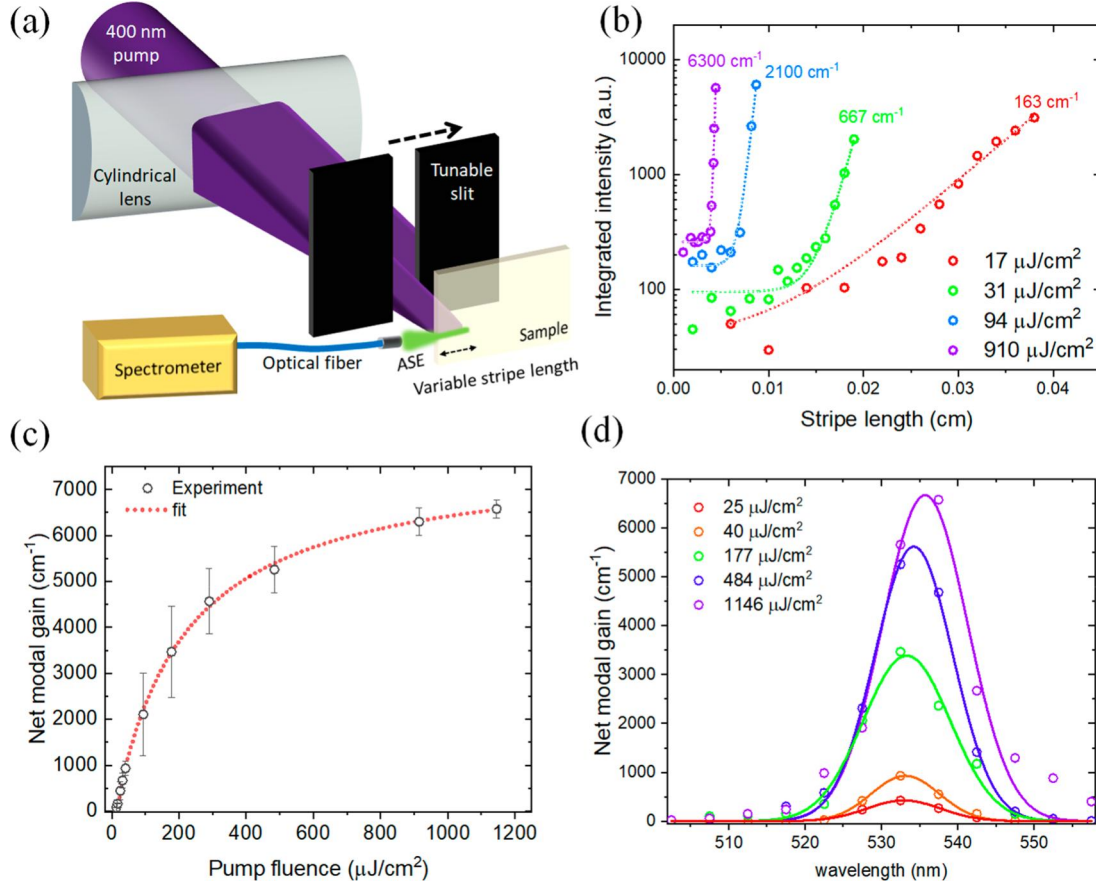 (a)
400 nm
pump
Cylindrical
lens
Tunable
slit
Sample
Spectrometer
Optical fiber
ASE
Variable stripe length
(b)
Integrated intensity (a.u.)
10000
1000
100
6300 cm⁻¹
2100 cm⁻¹
667 cm⁻¹
163 cm⁻¹
17 μJ/cm²
31 μJ/cm²
94 μJ/cm²
910 μJ/cm²
0.00 0.01 0.02 0.03 0.04
Stripe length (cm)
(c)
Net modal gain (cm⁻¹)
7000
6000
5000
4000
3000
2000
1000
0
Experiment
fit
0 200 400 600 800 1000 1200
Pump fluence (μJ/cm²)
(d)
Net modal gain (cm⁻¹)
7000
6000
5000
4000
3000
2000
1000
0
25 μJ/cm²
40 μJ/cm²
177 μJ/cm²
484 μJ/cm²
1146 μJ/cm²
510 520 530 540 550
wavelength (nm)